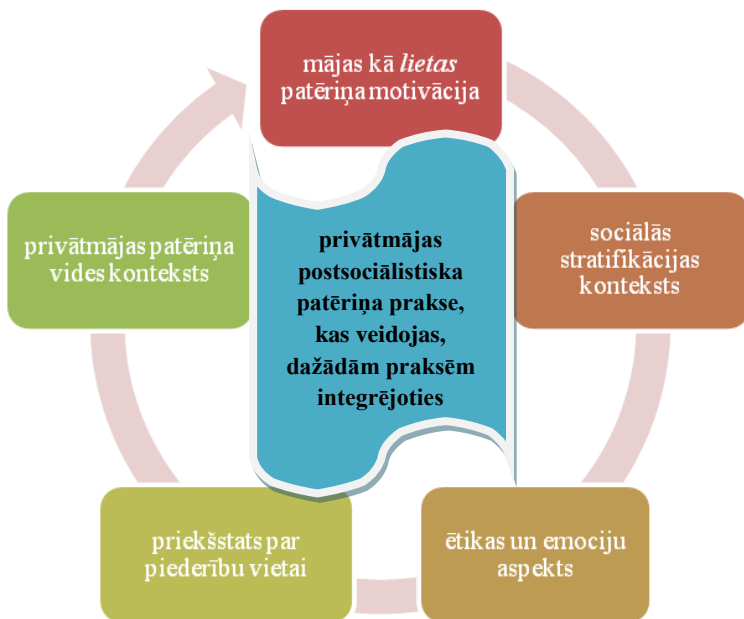 mājas kā lietas
patēriņa motivācija
sociālās
stratifikācijas
konteksts
ētikas un emociju
aspekts
priekšstats par
piederību vietai
privātmājas patēriņa
vides konteksts
privātmājas
postsociālistiska
patēriņa prakse,
kas veidojas,
dažādām praksēm
integrējoties